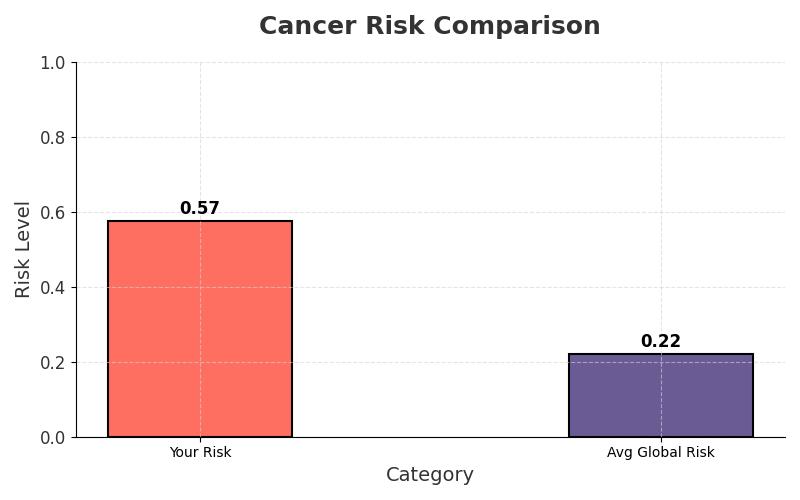 Cancer Risk Comparison
1.0
0.8
0.6
0.4
0.2
0.0
Risk Level
0.57
0.22
Your Risk
Avg Global Risk
Category